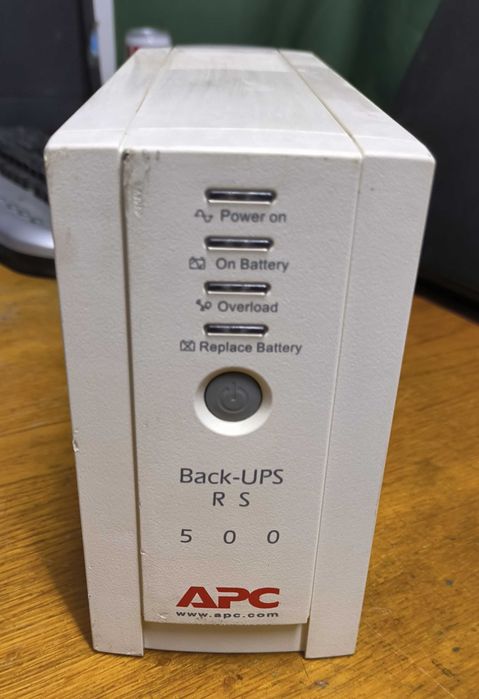 Power on
On Battery
Overload
Replace Battery
Back-UPS
R S
5 0 0
APC
www.apc.com